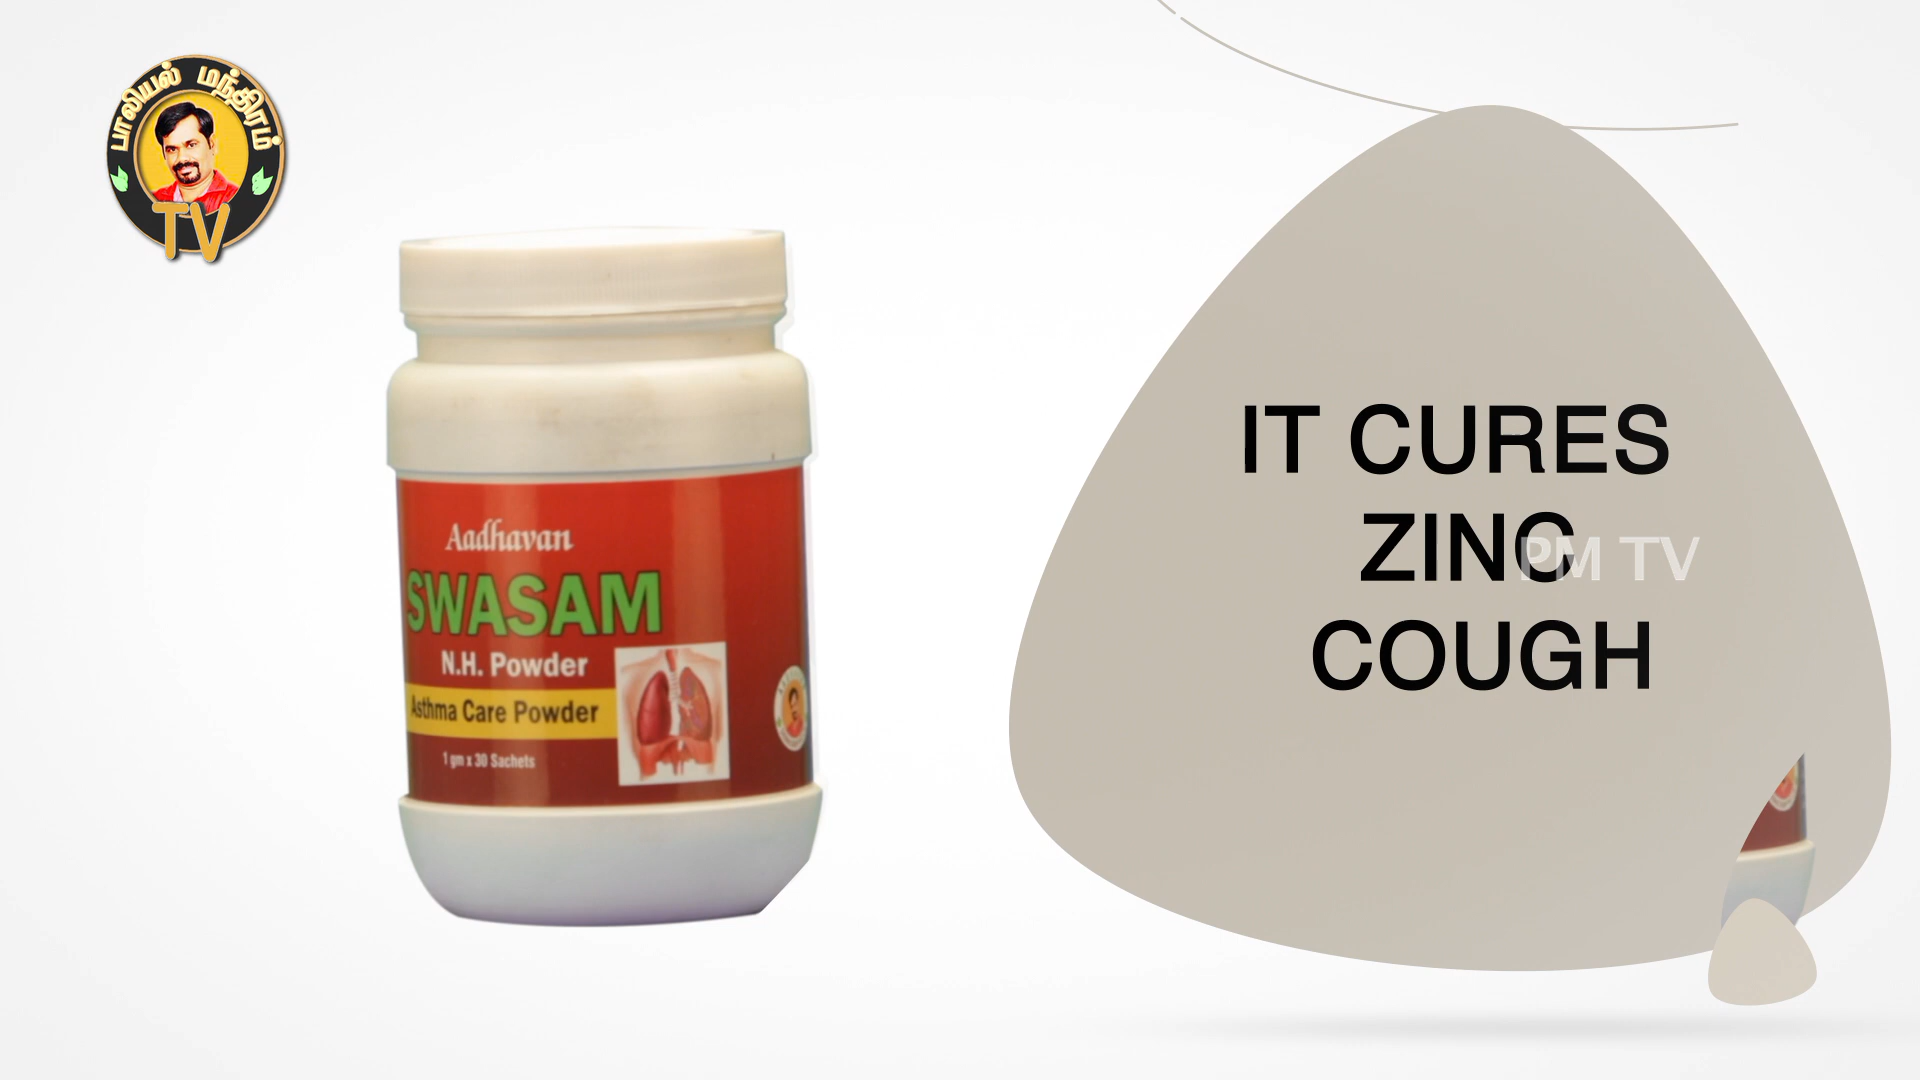 பாலியல் மந்திரம்
TV
Aadhavan
SWASAM
N.H. Powder
Asthma Care Powder
1 gm x 30 Sachets
IT CURES
ZINC
PM TV
COUGH